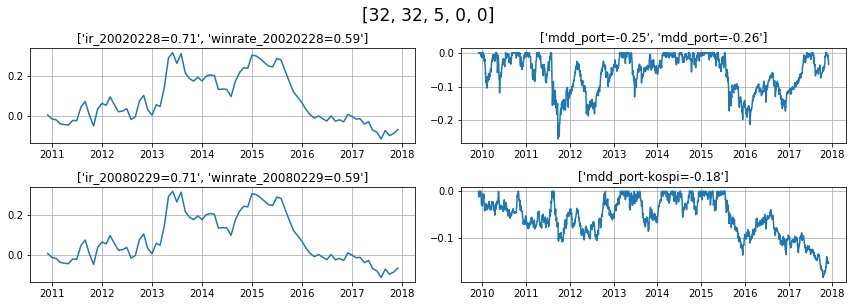 [32, 32, 5, 0, 0]
['ir_20020228=0.71', 'winrate_20020228=0.59']
0.2
0.0
2011 2012 2013 2014 2015 2016 2017 2018
['mdd_port=-0.25', 'mdd_port=-0.26']
0.0
−0.1
−0.2
2010 2011 2012 2013 2014 2015 2016 2017 2018
['ir_20080229=0.71', 'winrate_20080229=0.59']
0.2
0.0
2011 2012 2013 2014 2015 2016 2017 2018
['mdd_port-kospi=-0.18']
0.0
−0.1
2010 2011 2012 2013 2014 2015 2016 2017 2018